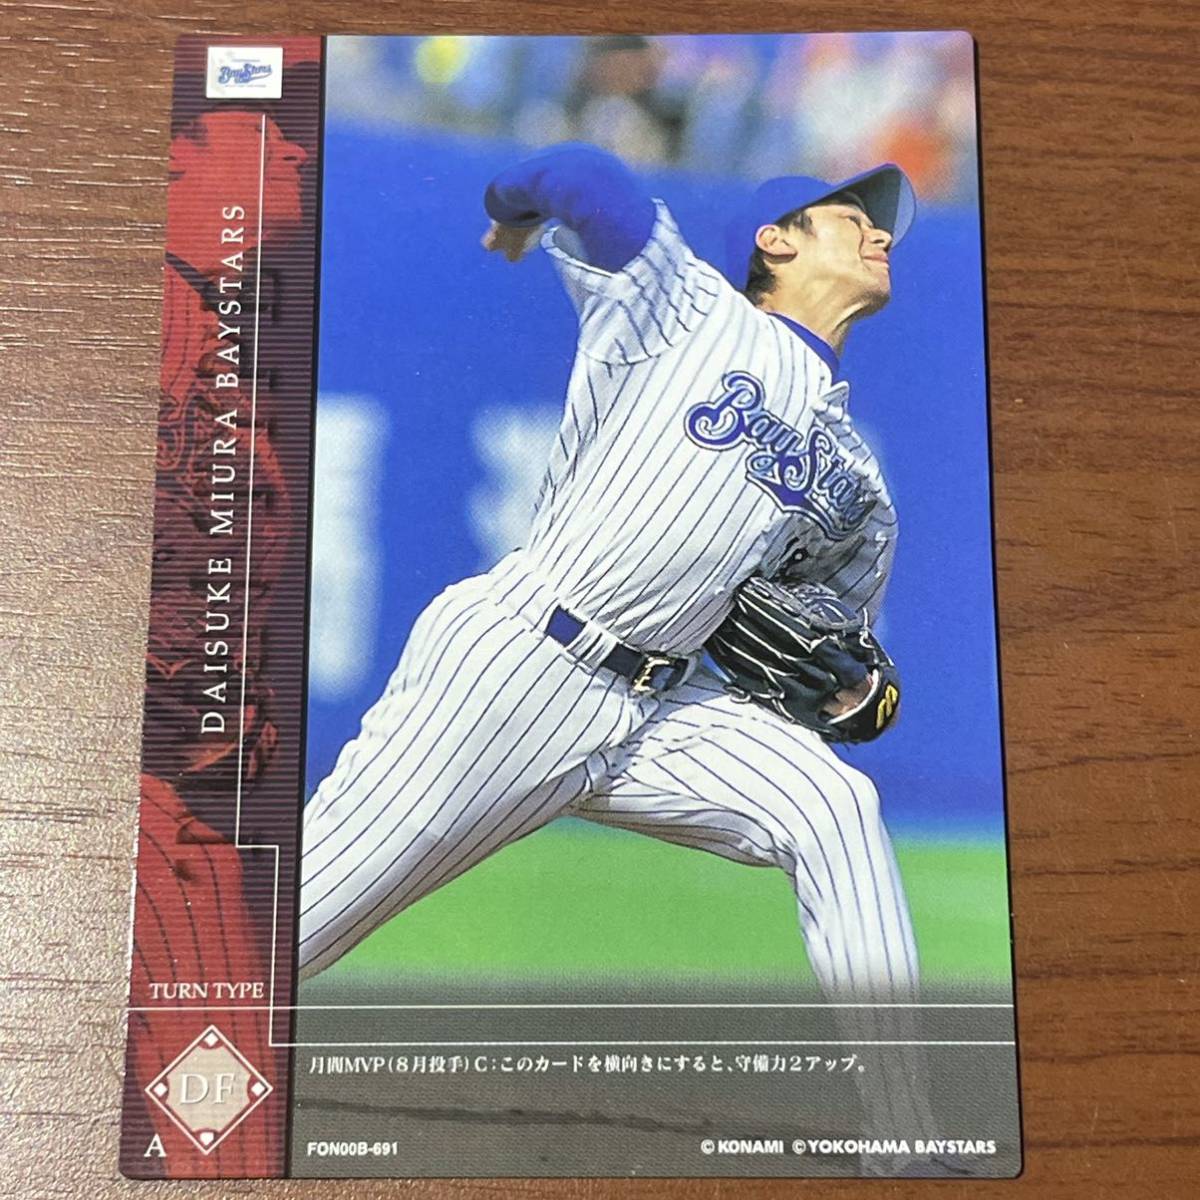 BayStars
DAISUKE MIURA BAYSTARS
BayStars
TURN TYPE
DF
A
月間MVP(8月投手)C:このカードを横向きにすると、守備力2アップ。
FON00B-691
©KONAMI ©YOKOHAMA BAYSTARS